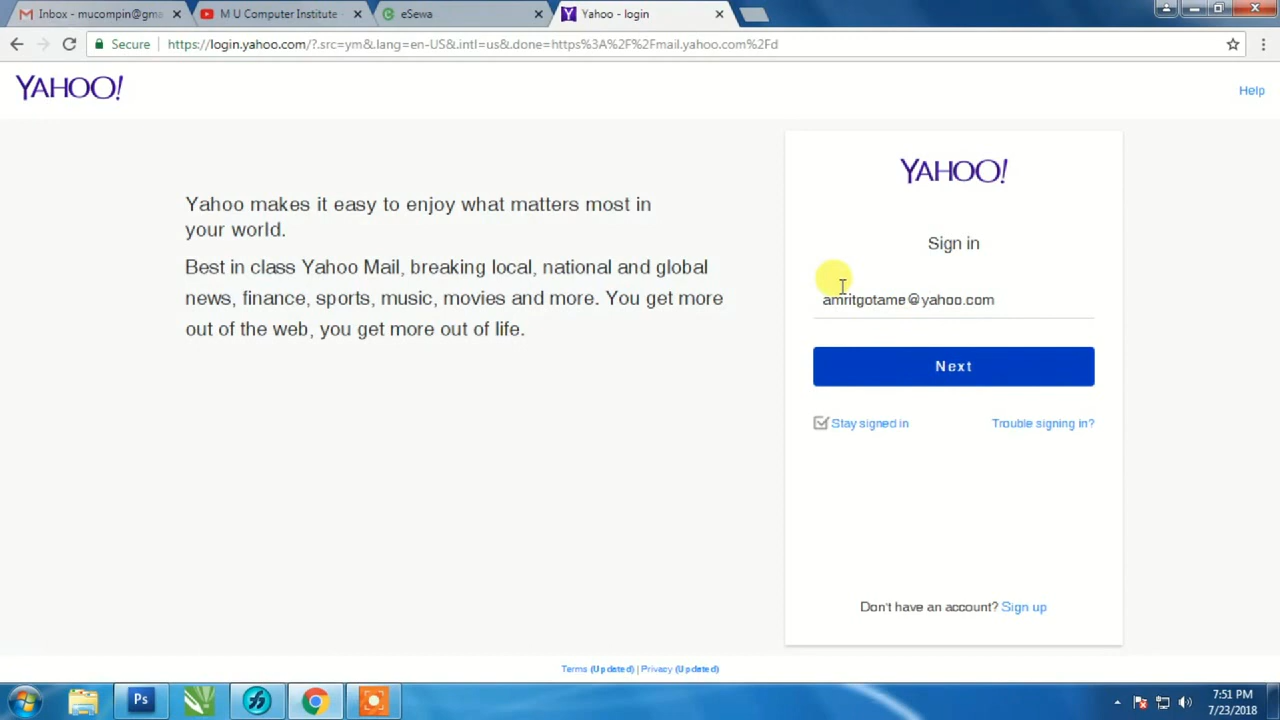 Inbox - mucompin@gma
M U Computer Institute
eSewa
Yahoo - login
Secure
https://login.yahoo.com/?.src=ym&.lang=en-US&.intl=us&.done=https%3A%2F%2Fmail.yahoo.com%2Fd
YAHOO!
Help
YAHOO!
Yahoo makes it easy to enjoy what matters most in
your world.
Best in class Yahoo Mail, breaking local, national and global
news, finance, sports, music, movies and more. You get more
out of the web, you get more out of life.
Sign in
amritgotame@yahoo.com
Next
Stay signed in
Trouble signing in?
Don't have an account? Sign up
Terms (Updated) | Privacy (Updated)
Ps
7:51 PM
7/23/2018